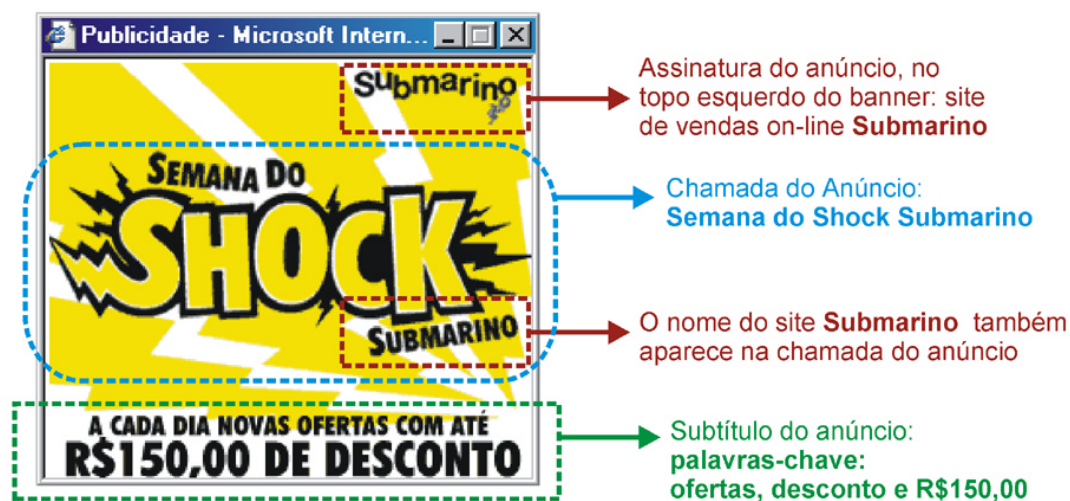 Publicidade - Microsoft Intern...
Submarino
SEMANA DO
SHOCK
SUBMARINO
A CADA DIA NOVAS OFERTAS COM ATÉ
R$150,00 DE DESCONTO
Assinatura do anúncio, no
topo esquerdo do banner: site
de vendas on-line Submarino
Chamada do Anúncio:
Semana do Shock Submarino
O nome do site Submarino também
aparece na chamada do anúncio
Subtítulo do anúncio:
palavras-chave:
ofertas, desconto e R$150,00